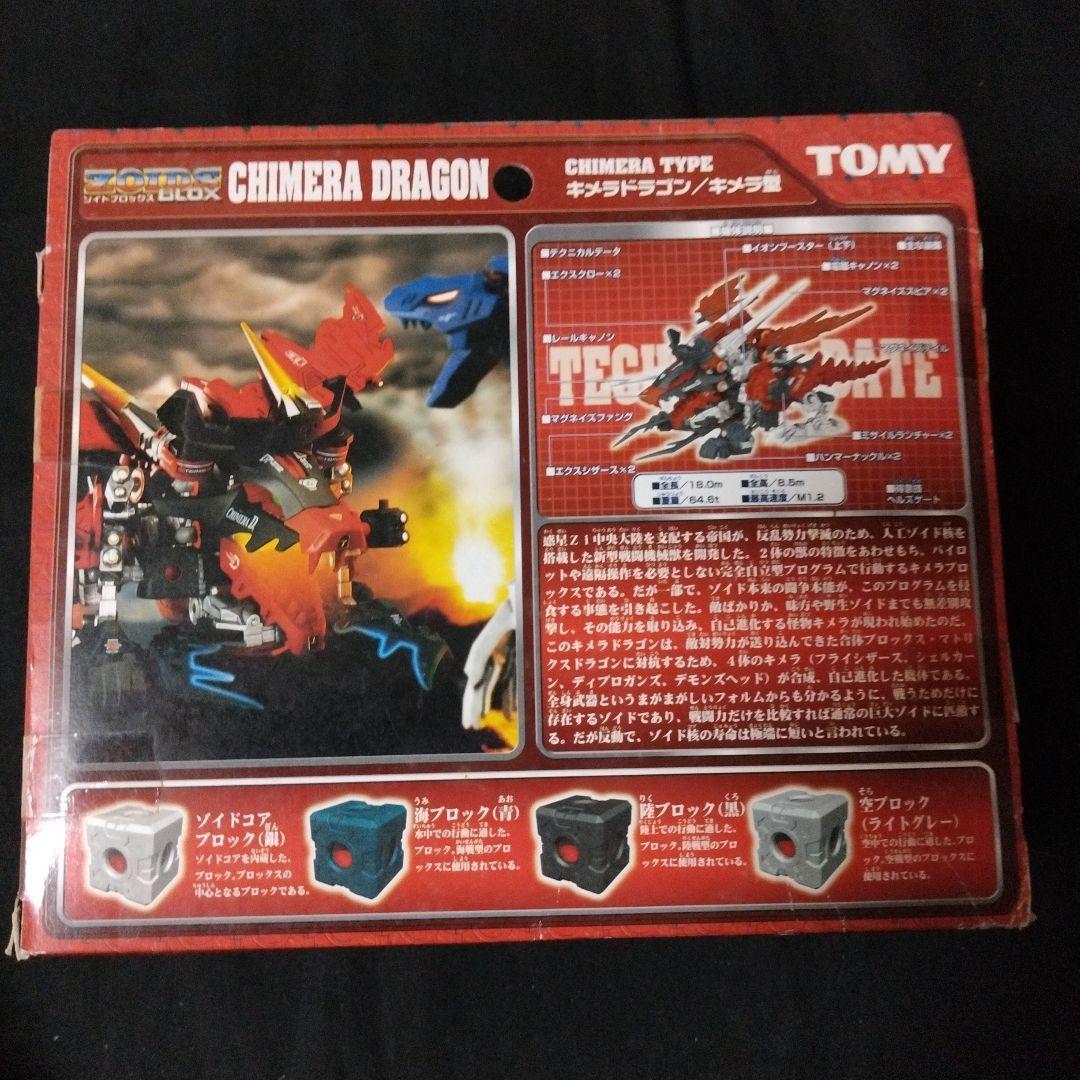 ZOIDS
BLOX
ゾイドブロックス
CHIMERA DRAGON
CHIMERA TYPE
キメラドラゴン／キメラ型
TOMY
■機体説明■
■テクニカルデータ
■イオンブースター（上下）
■主な装備
■エクスクロー×2
■電磁キャノン×2
マグネイズスピア×2
■レールキャノン
マグネイズテイル
■マグネイズファング
■ミサイルランチャー×2
■エクスシザース×2
■ハンマーナックル×2
■全長／18.0m
■全高／8.5m
■重量／64.6t
■最高速度／M1.2
■特装備
ヘルズゲート
CHIMERA D.
惑星Zi中央大陸を支配する帝国が、反乱勢力撃滅のため、人工ゾイド核を
搭載した新型戦闘機械獣を開発した。2体の獣の特徴をあわせもち、パイロ
ットや遠隔操作を必要としない完全自立型プログラムで行動するキメラブロ
ックスである。だが一部で、ゾイド本来の闘争本能が、このプログラムを侵
食する事態を引き起こした。敵ばかりか、味方や野生ゾイドまでも無差別攻
撃し、その能力を取り込み、自己進化する怪物キメラが現われ始めたのだ。
このキメラドラゴンは、敵対勢力が送り込んできた合体ブロックス・マトリ
クスドラゴンに対抗するため、4体のキメラ（フライシザース、シェルカー
ン、ディプロガンズ、デモンズヘッド）が合成、自己進化した機体である。
全身武器というまがまがしいフォルムからも分かるように、戦うためだけに
存在するゾイドであり、戦闘力だけを比較すれば通常の巨大ゾイドに匹敵す
る。だが反動で、ゾイド核の寿命は極端に短いと言われている。
ゾイドコア
ブロック（銀）
ゾイドコアを内蔵した、
ブロック。ブロックスの
中心となるブロックである。
海ブロック（青）
水中での行動に適した、
ブロック、海戦型のブロ
ックスに使用されている。
陸ブロック（黒）
陸上での行動に適した、
ブロック、陸戦型のブロ
ックスに使用されている。
空ブロック
（ライトグレー）
空中での行動に適した、ブロ
ック、空戦型のブロックスに
使用されている。